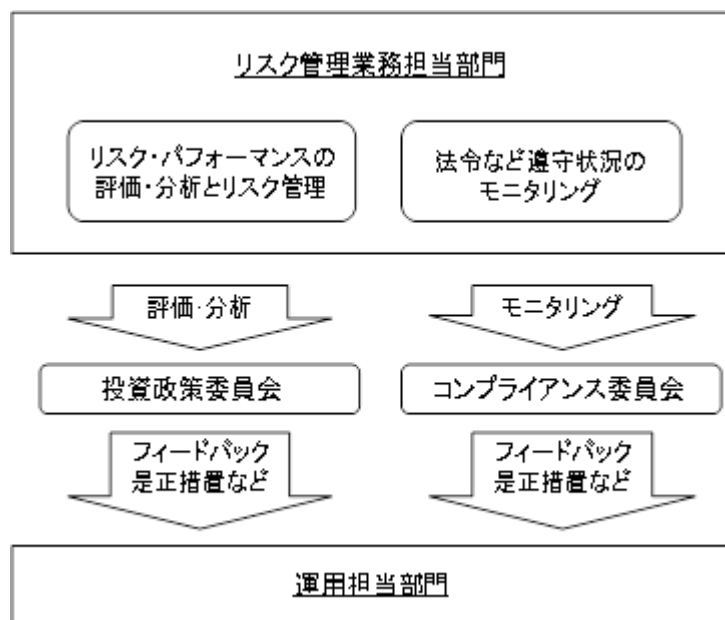 リスク管理業務担当部門
リスク・パフォーマンスの
評価・分析とリスク管理
法令など遵守状況の
モニタリング
評価・分析
モニタリング
投資政策委員会
コンプライアンス委員会
フィードバック
是正措置など
フィードバック
是正措置など
運用担当部門